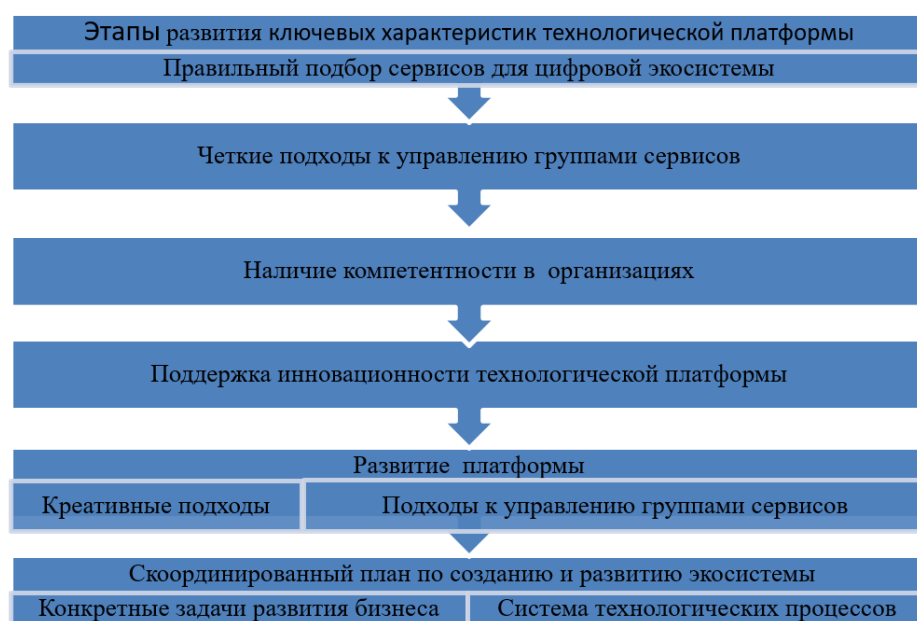 Этапы развития ключевых характеристик технологической платформы
Правильный подбор сервисов для цифровой экосистемы
Четкие подходы к управлению группами сервисов
Наличие компетентности в организациях
Поддержка инновационности технологической платформы
Развитие платформы
Креативные подходы
Подходы к управлению группами сервисов
Скоординированный план по созданию и развитию экосистемы
Конкретные задачи развития бизнеса
Система технологических процессов